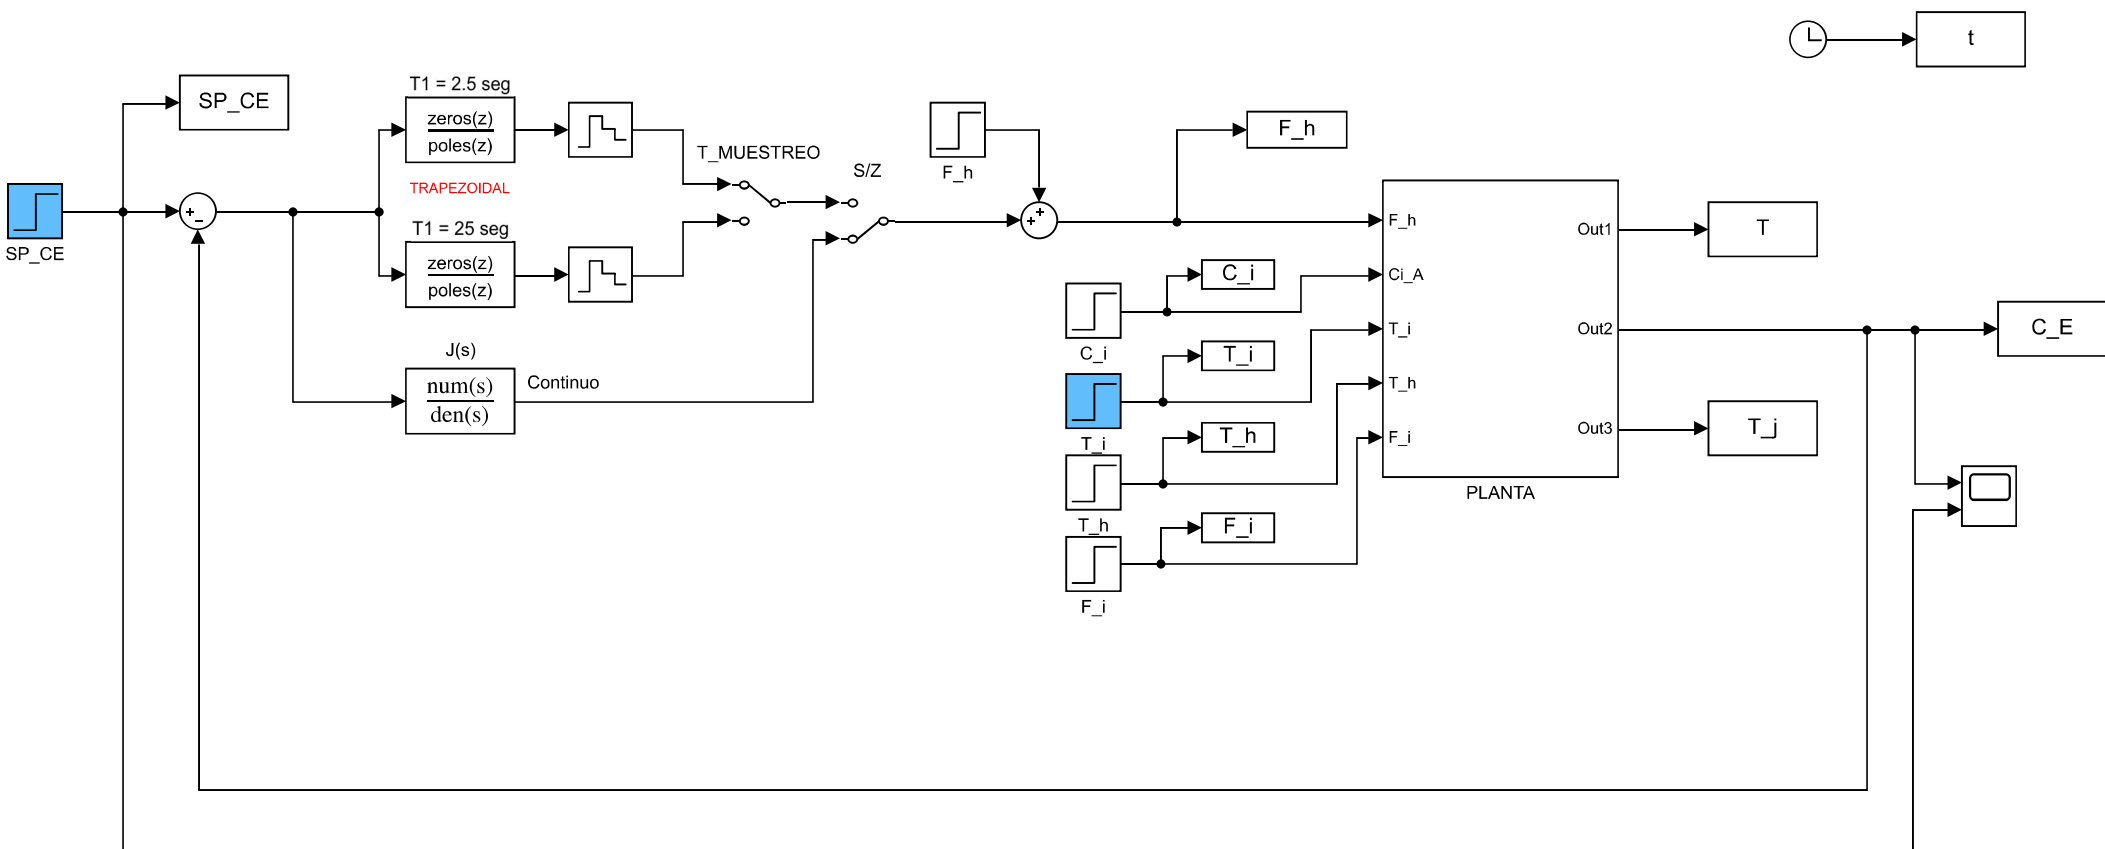 t
SP_CE
SP_CE
T1 = 2.5 seg
zeros(z)
poles(z)
TRAPEZOIDAL
T1 = 25 seg
zeros(z)
poles(z)
J(s)
num(s)
den(s)
Continuo
T_MUESTREO
S/Z
F_h
F_h
C_i
C_i
T_i
T_i
T_h
T_h
F_i
F_i
F_h
Ci_A
T_i
T_h
F_i
Out1
Out2
Out3
PLANTA
T
C_E
T_j